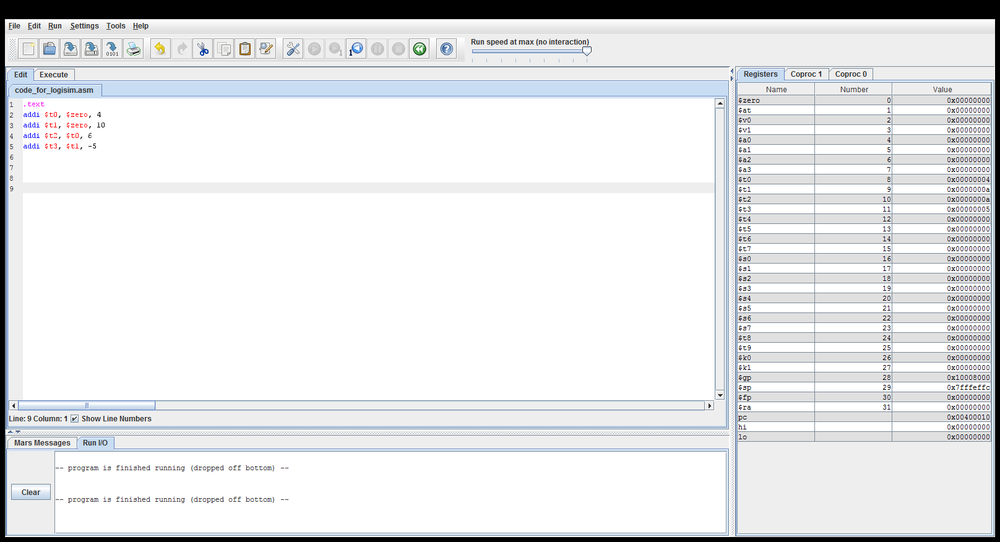 File Edit Run Settings Tools Help
0101
1
1
Run speed at max (no interaction)
Edit Execute
code_for_logisim.asm
1 .text
2 addi $t0, $zero, 4
3 addi $t1, $zero, 10
4 addi $t2, $t0, 6
5 addi $t3, $t1, -5
6
7
8
9
Line: 9 Column: 1 Show Line Numbers
Mars Messages Run I/O
Clear
-- program is finished running (dropped off bottom) --
-- program is finished running (dropped off bottom) --
Registers Coproc 1 Coproc 0
Name Number Value
$zero 0 0x00000000
$at 1 0x00000000
$v0 2 0x00000000
$v1 3 0x00000000
$a0 4 0x00000000
$a1 5 0x00000000
$a2 6 0x00000000
$a3 7 0x00000000
$t0 8 0x00000004
$t1 9 0x0000000a
$t2 10 0x0000000a
$t3 11 0x00000005
$t4 12 0x00000000
$t5 13 0x00000000
$t6 14 0x00000000
$t7 15 0x00000000
$s0 16 0x00000000
$s1 17 0x00000000
$s2 18 0x00000000
$s3 19 0x00000000
$s4 20 0x00000000
$s5 21 0x00000000
$s6 22 0x00000000
$s7 23 0x00000000
$t8 24 0x00000000
$t9 25 0x00000000
$k0 26 0x00000000
$k1 27 0x00000000
$gp 28 0x10008000
$sp 29 0x7fffeffc
$fp 30 0x00000000
$ra 31 0x00000000
pc 0x00400010
hi 0x00000000
lo 0x00000000